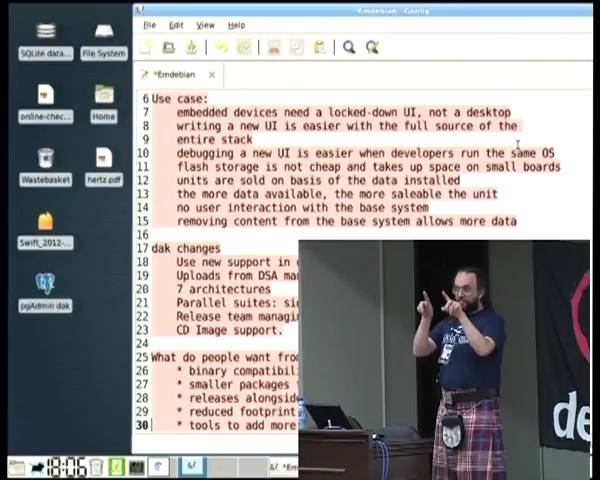 *Emdebian - Gobby
File Edit View Help
*Emdebian
SQLite data...
File System
online-chec...
Home
Wastebasket
hertz.pdf
Swift_2012-...
pgAdmin dak
6 Use case:
7 embedded devices need a locked-down UI, not a desktop
8 writing a new UI is easier with the full source of the
9 entire stack
10 debugging a new UI is easier when developers run the same OS
11 flash storage is not cheap and takes up space on small boards
12 units are sold on basis of the data installed
13 the more data available, the more saleable the unit
14 no user interaction with the base system
15 removing content from the base system allows more data
16
17 dak changes
18 Use new support in
19 Uploads from DSA
20 7 architectures
21 Parallel suites:
22 Release team
23 CD Image support.
24
25 What do people want from
26 * binary
27 * smaller packages
28 * releases alongside
29 * reduced footprint
30 * tools to add more
de
18:06